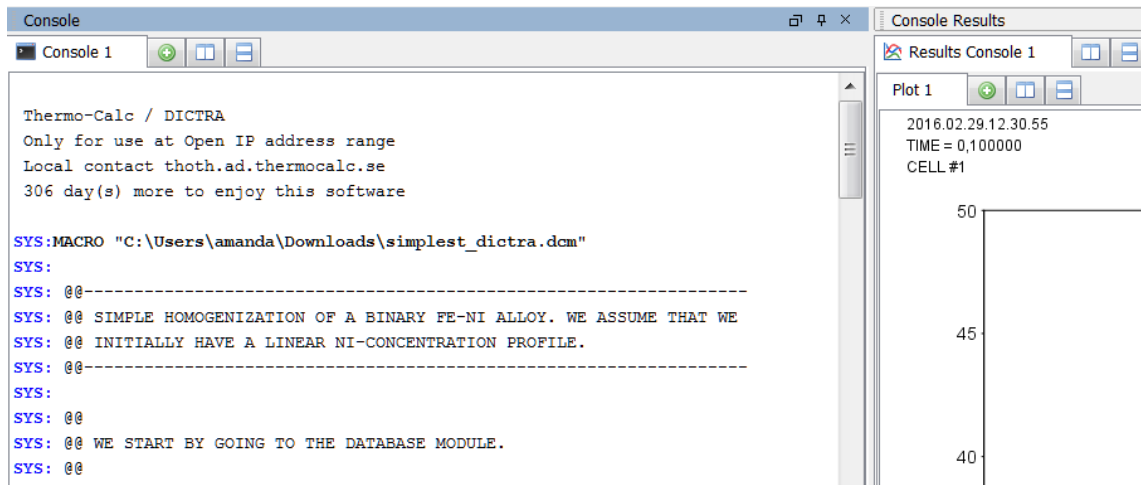 Console
Console 1
Thermo-Calc / DICTRA
Only for use at Open IP address range
Local contact thoth.ad.thermocalc.se
306 day(s) more to enjoy this software
SYS:MACRO "C:\Users\amanda\Downloads\simplest_dictra.dcm"
SYS:
SYS: @@------------------------------------------------------------------
SYS: @@ SIMPLE HOMOGENIZATION OF A BINARY FE-NI ALLOY. WE ASSUME THAT WE
SYS: @@ INITIALLY HAVE A LINEAR NI-CONCENTRATION PROFILE.
SYS: @@------------------------------------------------------------------
SYS:
SYS: @@
SYS: @@ WE START BY GOING TO THE DATABASE MODULE.
SYS: @@
Console Results
Results Console 1
Plot 1
2016.02.29.12.30.55
TIME = 0,100000
CELL #1
50
45
40